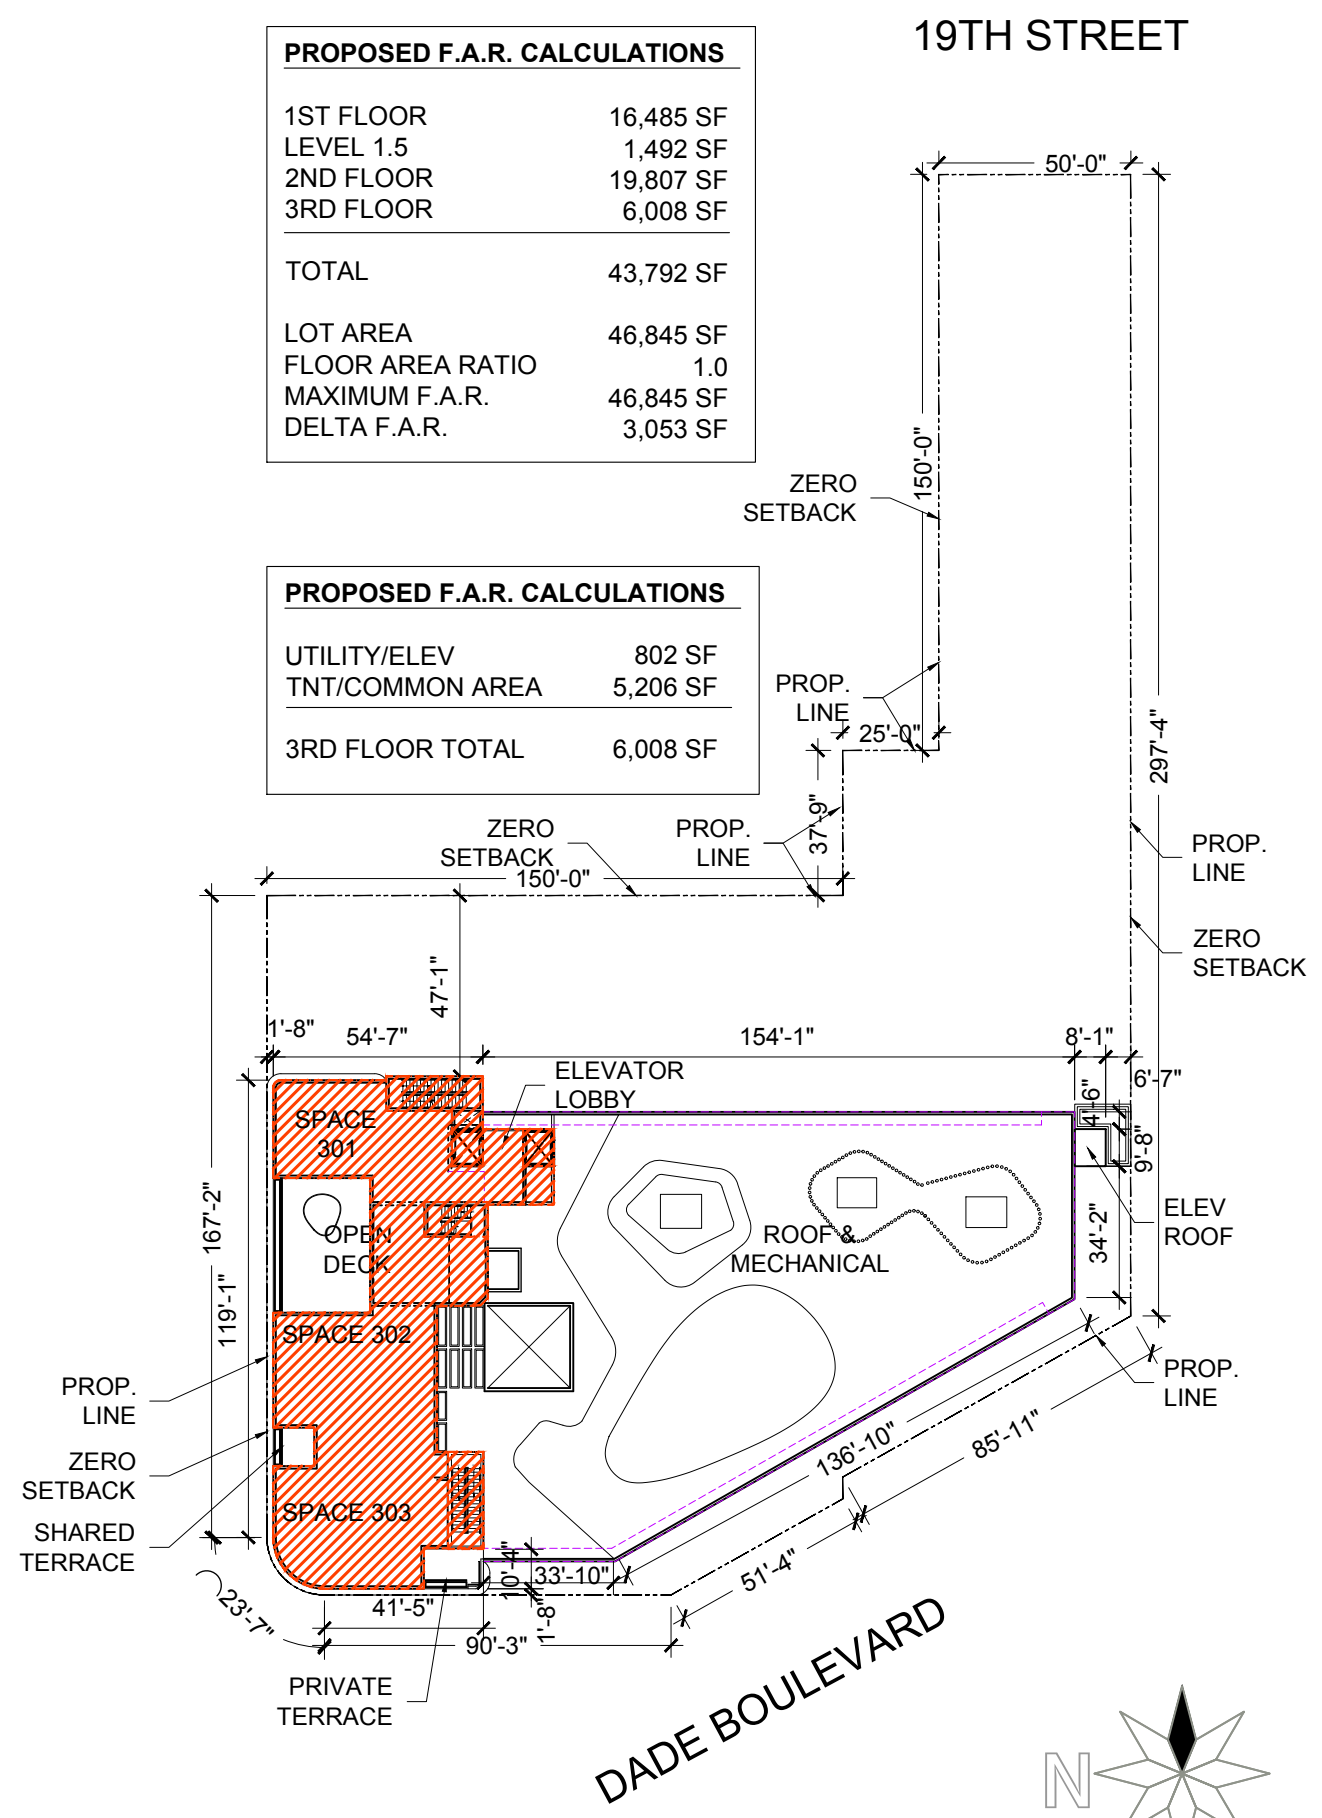 19TH STREET
PROPOSED F.A.R. CALCULATIONS
1ST FLOOR 16,485 SF
LEVEL 1.5 1,492 SF
2ND FLOOR 19,807 SF
3RD FLOOR 6,008 SF
TOTAL 43,792 SF
LOT AREA 46,845 SF
FLOOR AREA RATIO 1.0
MAXIMUM F.A.R. 46,845 SF
DELTA F.A.R. 3,053 SF
50'-0"
150'-0"
ZERO
SETBACK
PROPOSED F.A.R. CALCULATIONS
UTILITY/ELEV 802 SF
TNT/COMMON AREA 5,206 SF
3RD FLOOR TOTAL 6,008 SF
PROP.
LINE
25'-0"
297'-4"
37'-9"
ZERO
SETBACK
PROP.
LINE
150'-0"
PROP.
LINE
ZERO
SETBACK
47'-1"
1'-8"
54'-7"
154'-1"
8'-1"
6'-7"
ELEVATOR
LOBBY
4'-6"
9'-8"
SPACE
301
167'-2"
119'-1"
OPEN
DECK
ROOF &
MECHANICAL
34'-2"
ELEV
ROOF
SPACE 302
PROP.
LINE
PROP.
LINE
136'-10"
85'-11"
ZERO
SETBACK
SPACE 303
SHARED
TERRACE
10'-4"
33'-10"
51'-4"
23'-7"
41'-5"
1'-8"
90'-3"
PRIVATE
TERRACE
DADE BOULEVARD
N